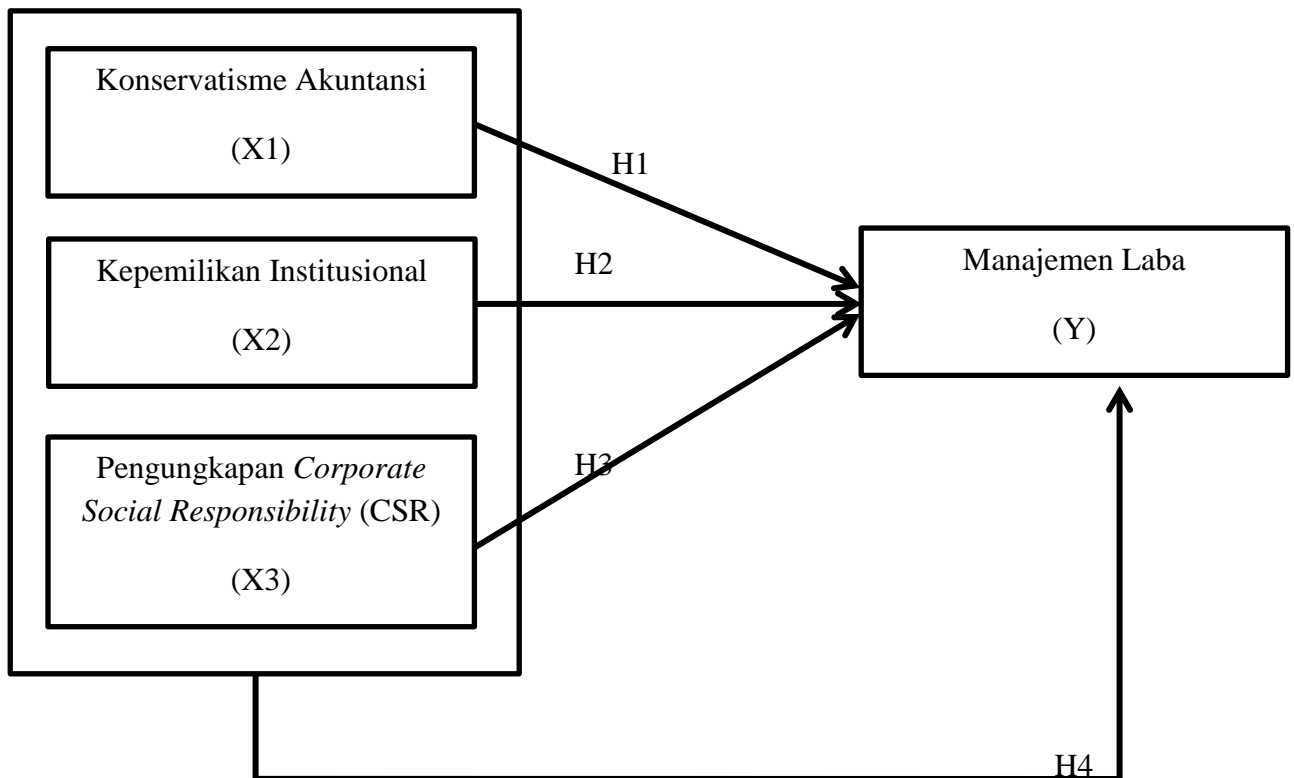 Konservatisme Akuntansi
(X1)
H1
Kepemilikan Institusional
(X2)
H2
Manajemen Laba
(Y)
Pengungkapan Corporate
Social Responsibility (CSR)
(X3)
H3
H4